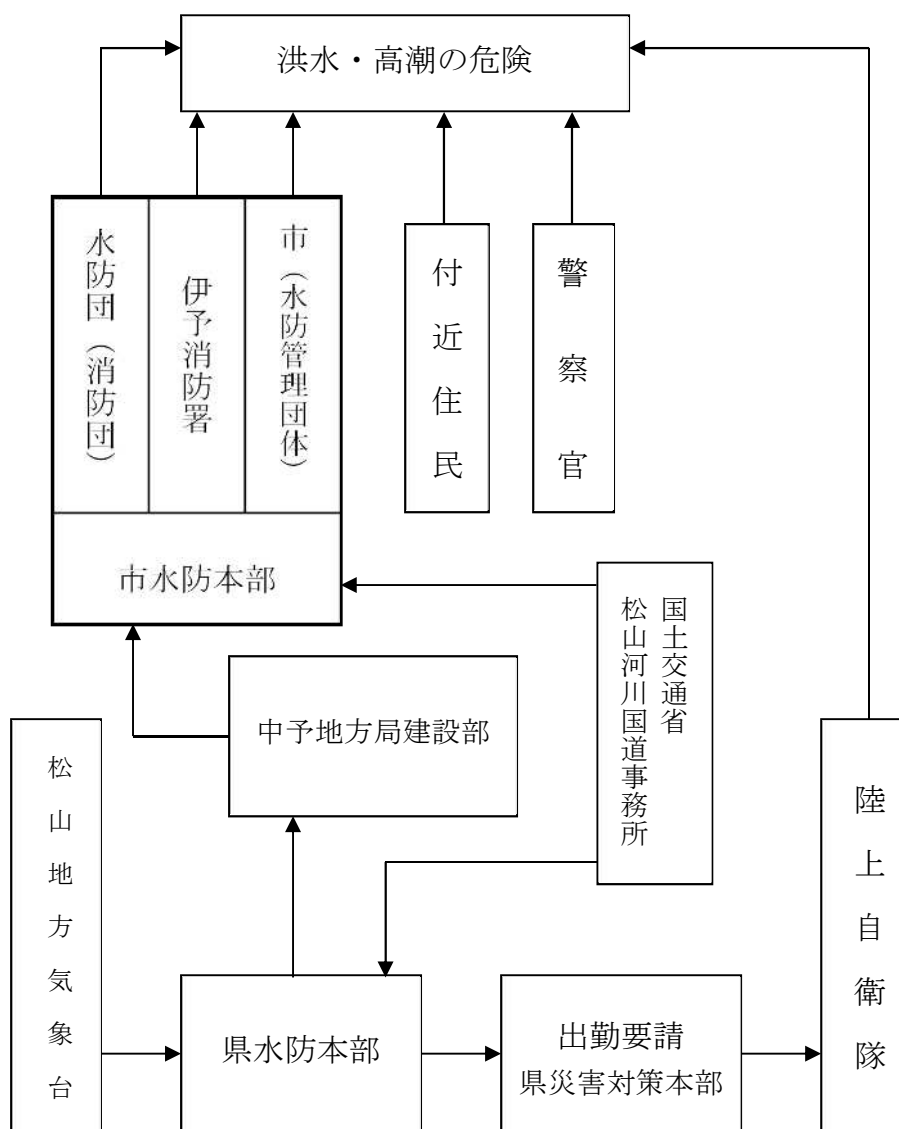 洪水・高潮の危険
水防団（消防団）
伊予消防署
市（水防管理団体）
付近住民
警察官
市水防本部
国土交通省
松山河川国道事務所
中予地方局建設部
松山地方気象台
陸上自衛隊
県水防本部
出勤要請
県災害対策本部